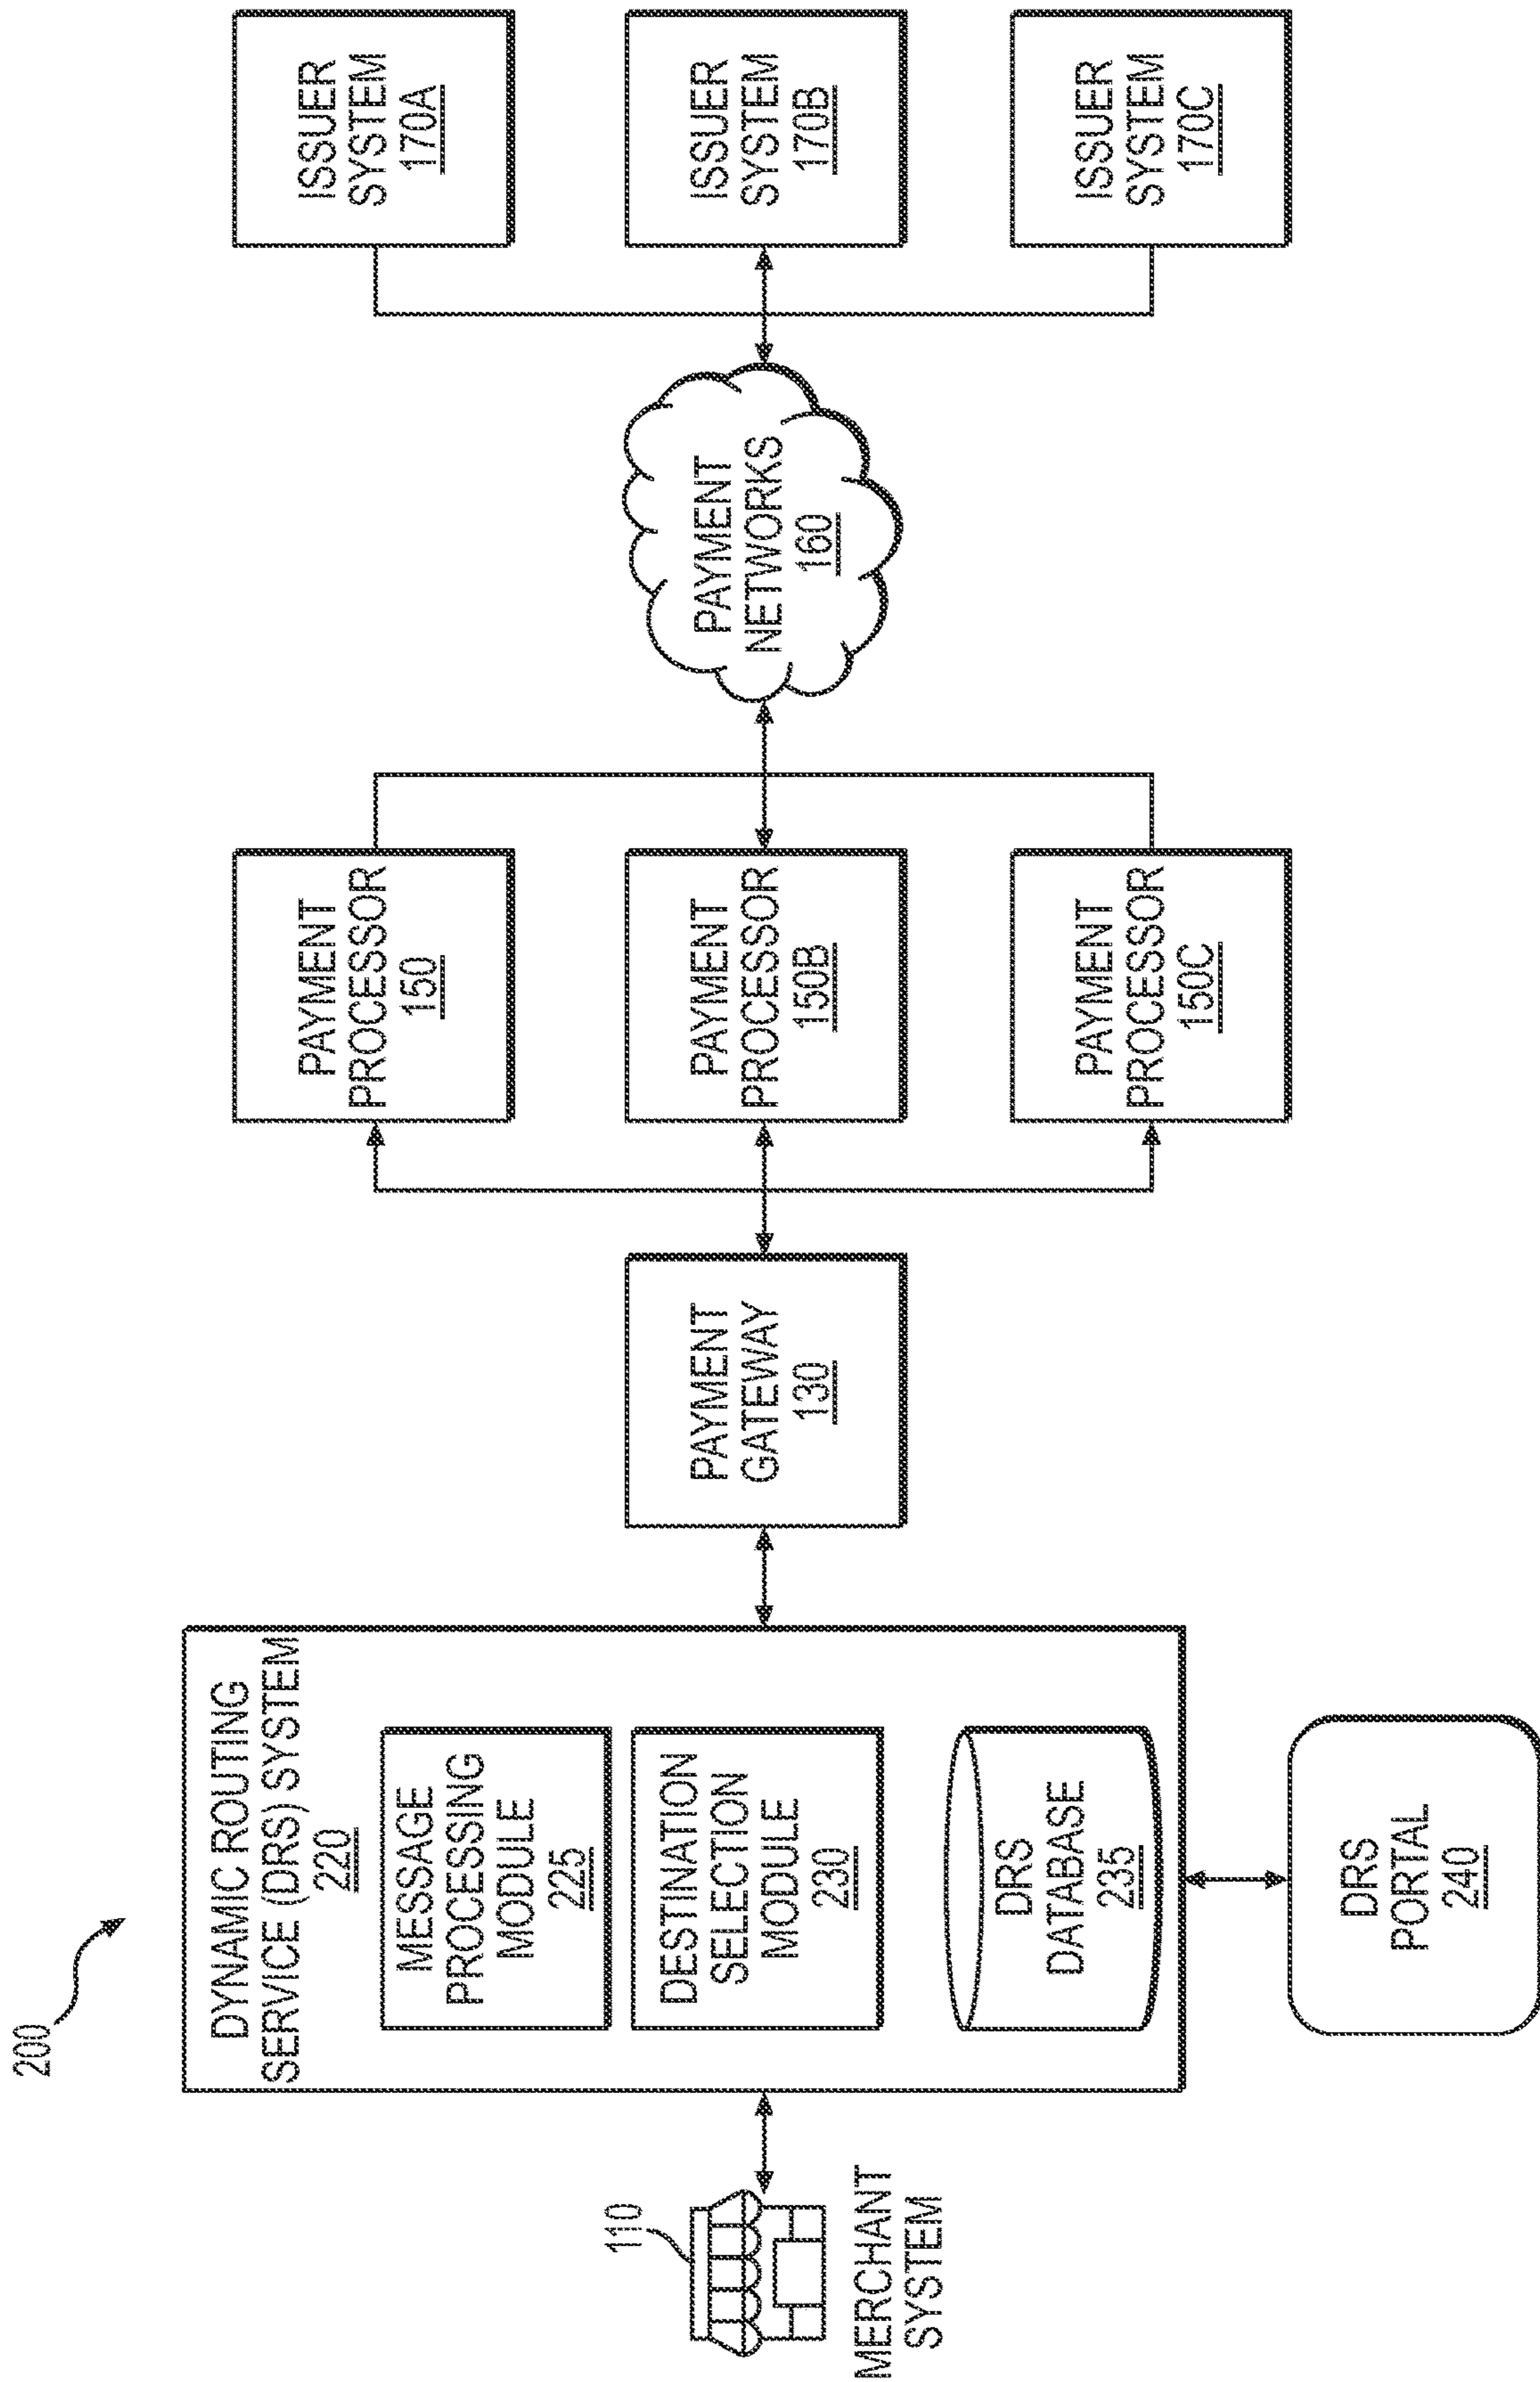 200
DYNAMIC ROUTING
SERVICE (DRS) SYSTEM
220
MESSAGE
PROCESSING
MODULE
225
DESTINATION
SELECTION
MODULE
230
DRS
DATABASE
235
DRS
PORTAL
240
110
MERCHANT
SYSTEM
PAYMENT
GATEWAY
130
PAYMENT
PROCESSOR
150
PAYMENT
PROCESSOR
150B
PAYMENT
PROCESSOR
150C
PAYMENT
NETWORKS
160
ISSUER
SYSTEM
170A
ISSUER
SYSTEM
170B
ISSUER
SYSTEM
170C